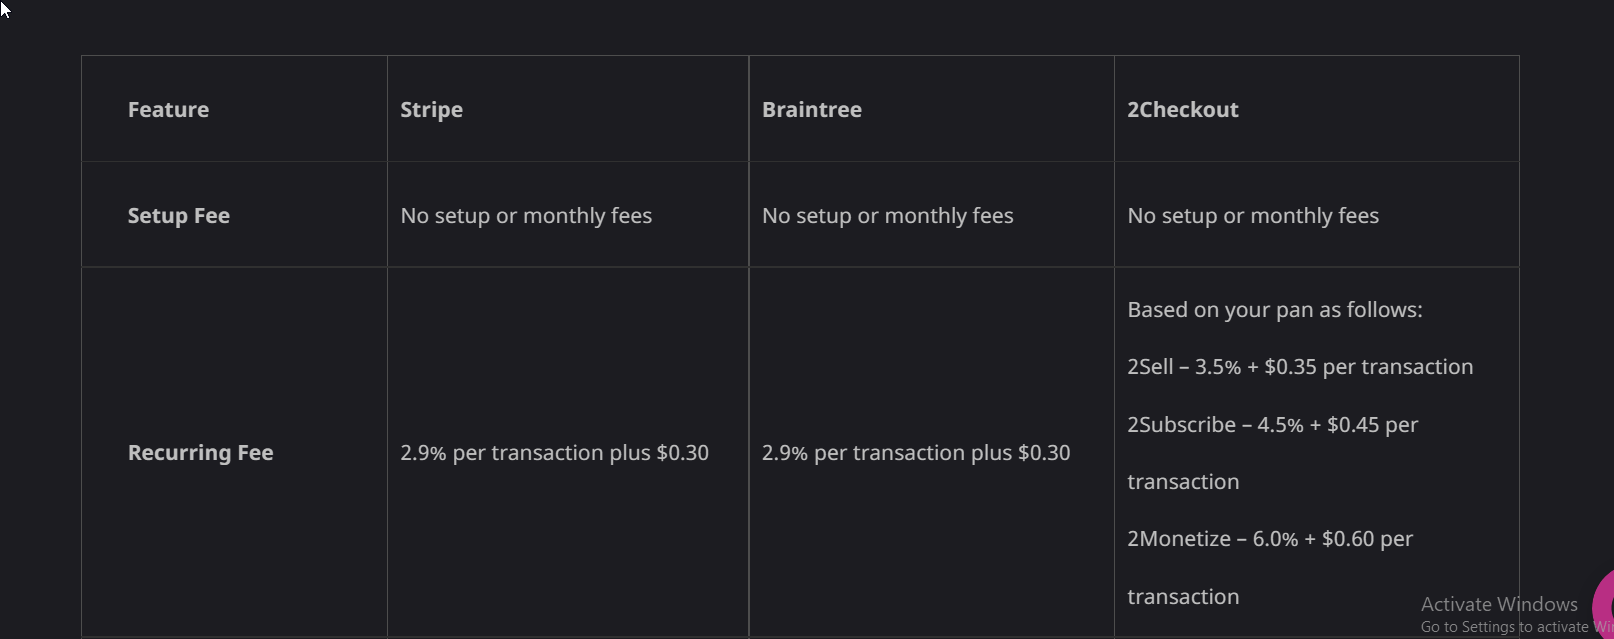 Feature
Stripe
Braintree
2Checkout
Setup Fee
No setup or monthly fees
No setup or monthly fees
No setup or monthly fees
Recurring Fee
2.9% per transaction plus $0.30
2.9% per transaction plus $0.30
Based on your pan as follows:
2Sell – 3.5% + $0.35 per transaction
2Subscribe – 4.5% + $0.45 per
transaction
2Monetize – 6.0% + $0.60 per
transaction
Activate Windows
Go to Settings to activate